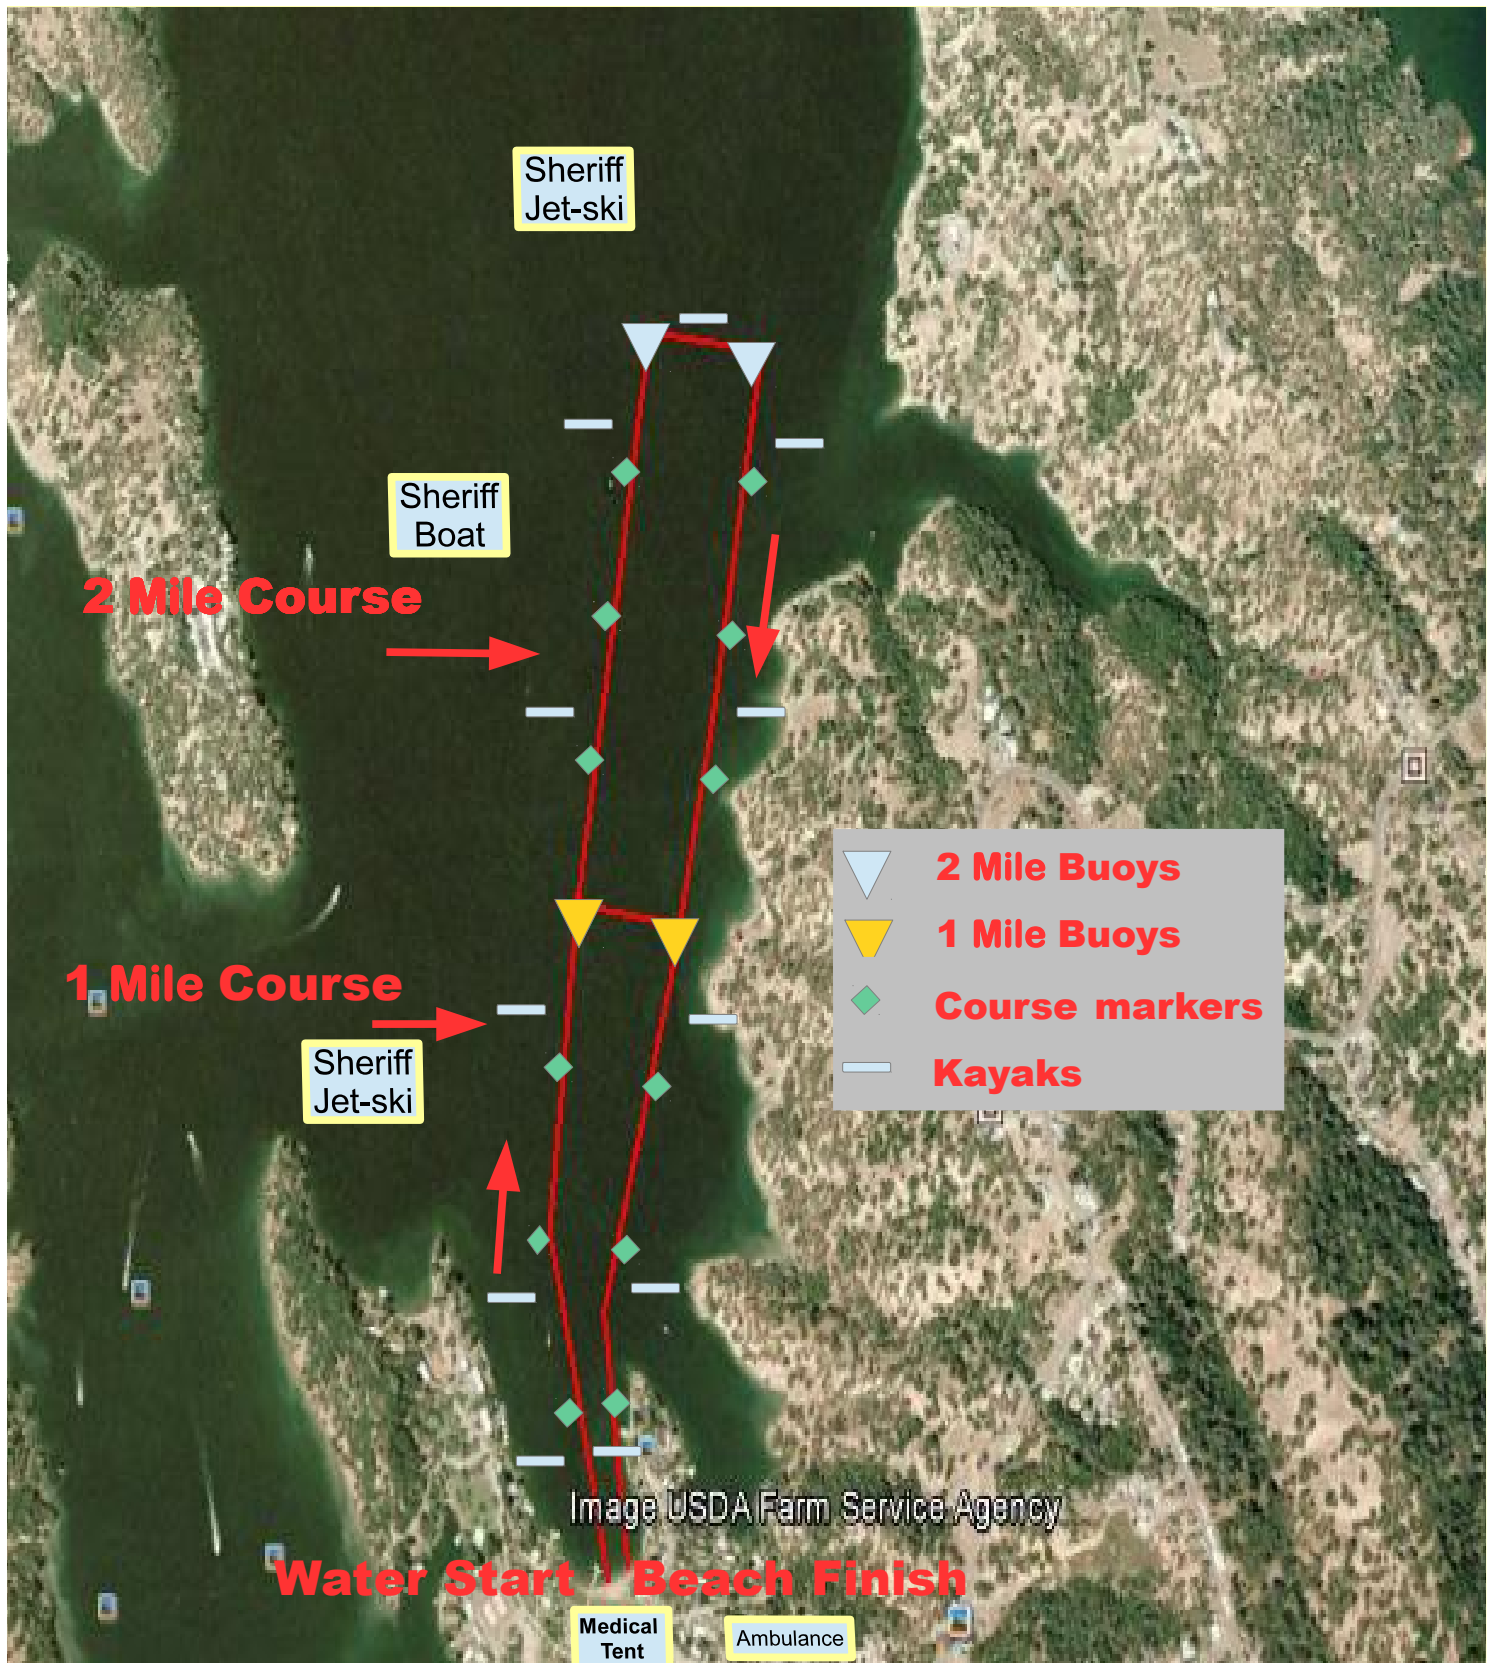 Sheriff
Jet-ski
Sheriff
Boat
2 Mile Course
2 Mile Buoys
1 Mile Buoys
1 Mile Course
Course markers
Sheriff
Jet-ski
Kayaks
Image USDA Farm Service Agency
Water Start
Beach Finish
Medical
Tent
Ambulance